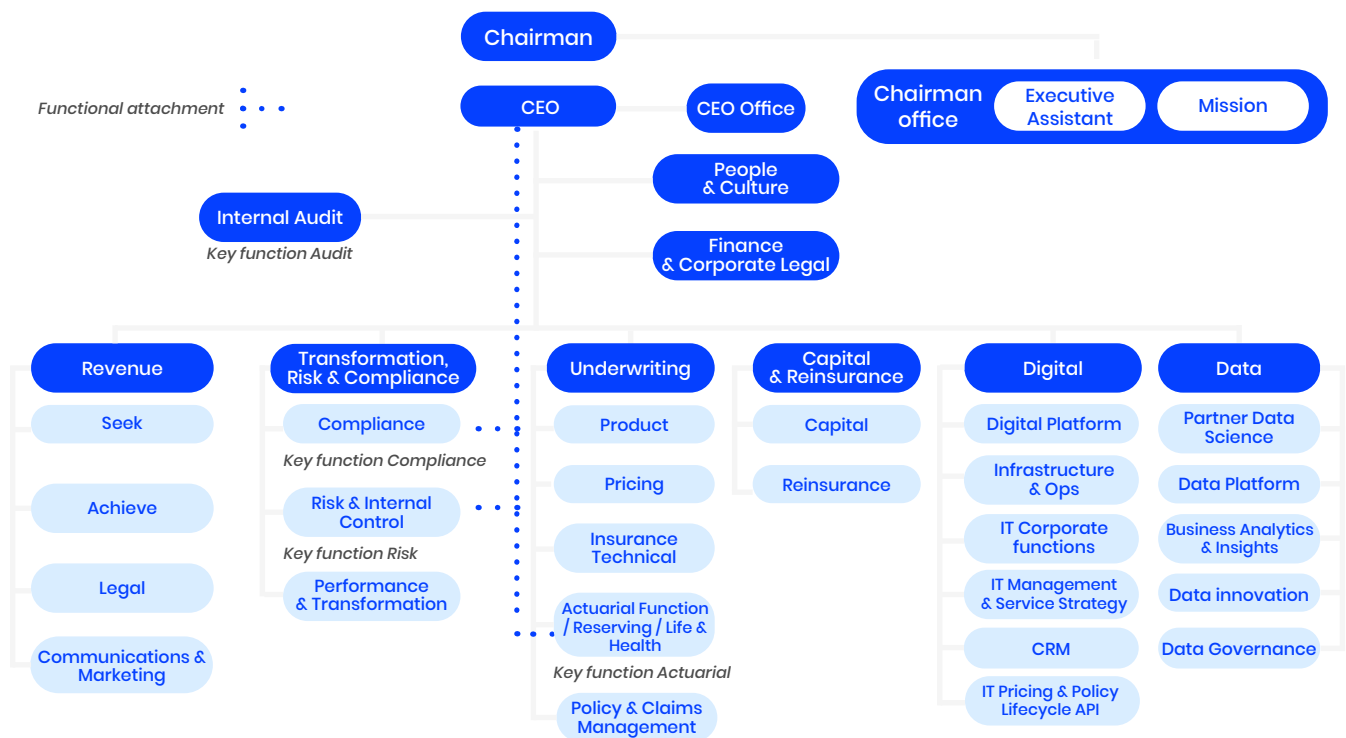 Chairman
Chairman
office
Executive
Assistant
Mission
Functional attachment
CEO
CEO Office
People
& Culture
Internal Audit
Key function Audit
Finance
& Corporate Legal
Revenue
Seek
Achieve
Legal
Communications &
Marketing
Transformation,
Risk & Compliance
Compliance
Key function Compliance
Risk & Internal
Control
Key function Risk
Performance
& Transformation
Underwriting
Product
Pricing
Insurance
Technical
Actuarial Function
/ Reserving / Life &
Health
Key function Actuarial
Policy & Claims
Management
Capital
& Reinsurance
Capital
Reinsurance
Digital
Digital Platform
Infrastructure
& Ops
IT Corporate
functions
IT Management
& Service Strategy
CRM
IT Pricing & Policy
Lifecycle API
Data
Partner Data
Science
Data Platform
Business Analytics
& Insights
Data innovation
Data Governance